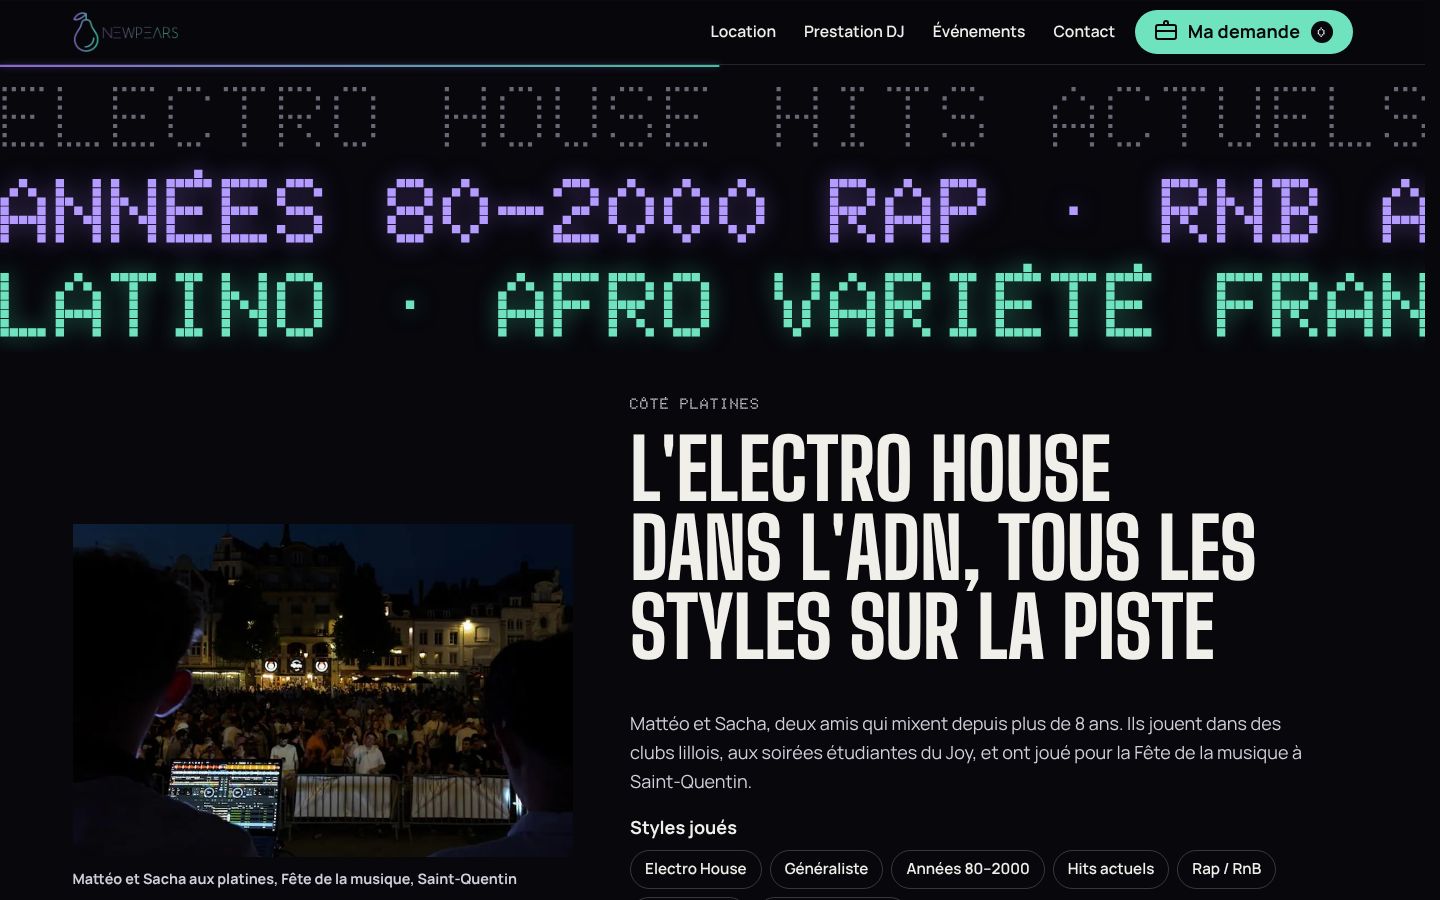 NEWPEARS
Location
Prestation DJ
Événements
Contact
Ma demande 0
ELECTRO HOUSE HITS ACTUELS
ANNÉES 80–2000 RAP · RNB A
LATINO · AFRO VARIÉTÉ FRAN
CÔTÉ PLATINES
L'ELECTRO HOUSE
DANS L'ADN, TOUS LES
STYLES SUR LA PISTE
Mattéo et Sacha, deux amis qui mixent depuis plus de 8 ans. Ils jouent dans des
clubs lillois, aux soirées étudiantes du Joy, et ont joué pour la Fête de la musique à
Saint-Quentin.
Styles joués
Electro House
Généraliste
Années 80–2000
Hits actuels
Rap / RnB
Mattéo et Sacha aux platines, Fête de la musique, Saint-Quentin